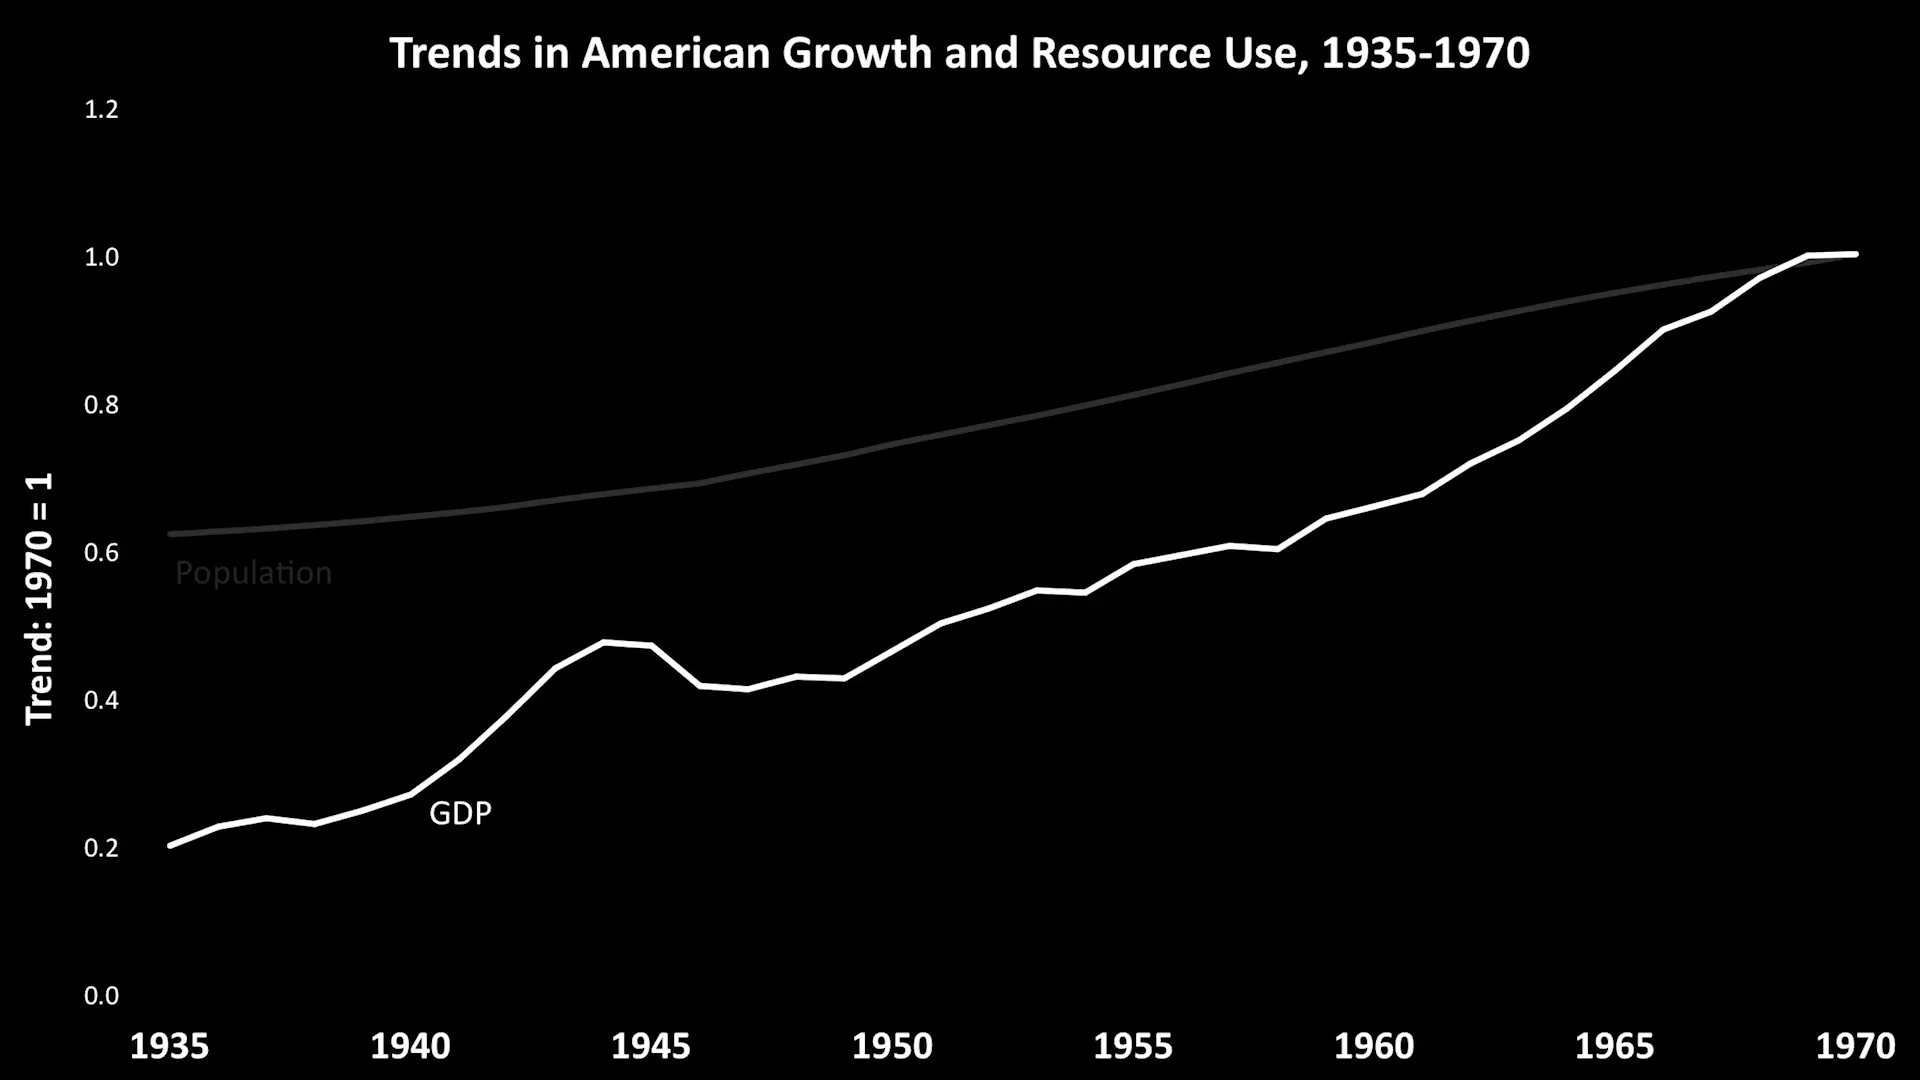 Trends in American Growth and Resource Use, 1935-1970
1.2
1.0
0.8
0.6
0.4
0.2
0.0
Trend: 1970 = 1
Population
GDP
1935 1940 1945 1950 1955 1960 1965 1970